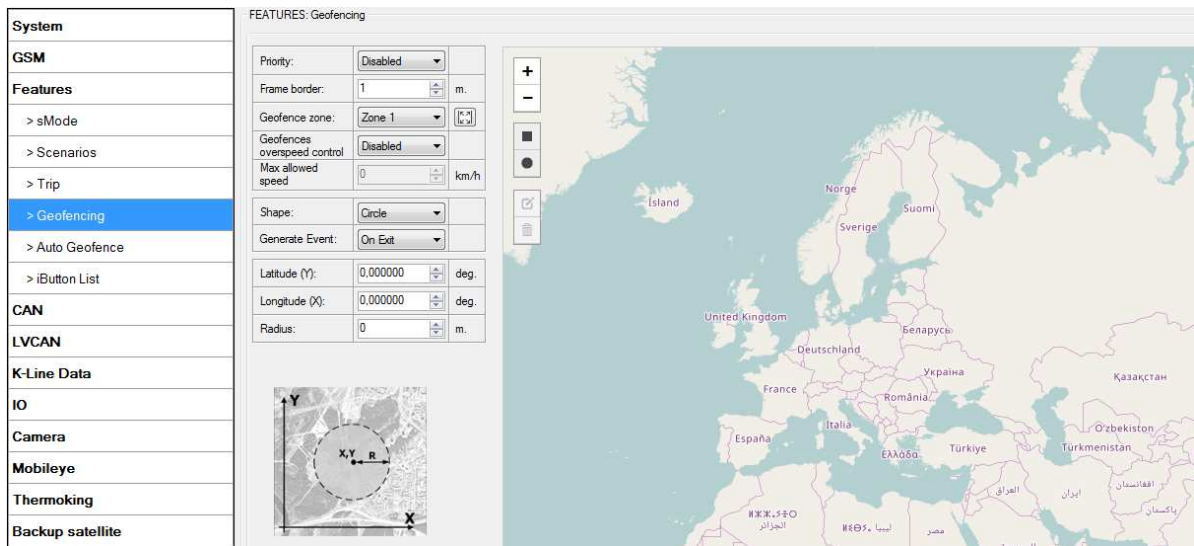 System
GSM
Features
> sMode
> Scenarios
> Trip
> Geofencing
> Auto Geofence
> iButton List
CAN
LVCAN
K-Line Data
IO
Camera
Mobileye
Thermoking
Backup satellite
FEATURES: Geofencing
Priority: Disabled
Frame border: 1 m.
Geofence zone: Zone 1
Geofences
overspeed control Disabled
Max allowed
speed 0 km/h
Shape: Circle
Generate Event: On Exit
Latitude (Y): 0,000000 deg.
Longitude (X): 0,000000 deg.
Radius: 0 m.
Y
X,Y R
X
+
−
Norge
Ísland
Suomi
Sverige
United Kingdom
Беларусь
Deutschland
Україна
Қазақстан
France
România
Italia
O'zbekiston
España
Ελλάδα
Türkiye
Türkmenistan
افغانستان
العراق
ایران
پاکستان
الجزائر
ليبيا
مصر